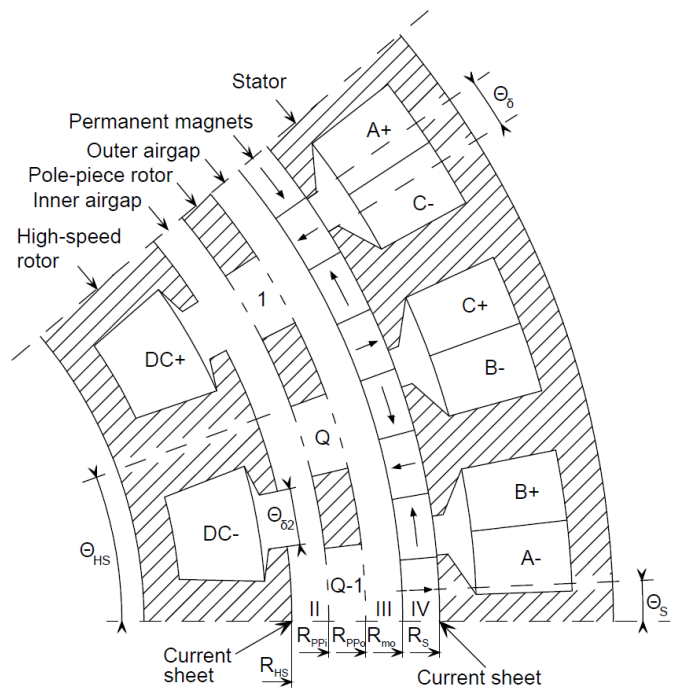 Stator
Permanent magnets
Outer airgap
Pole-piece rotor
Inner airgap
High-speed
rotor
A+
C-
Θδ
C+
B-
B+
A-
DC+
DC-
1
Q
Q-1
Θδ2
ΘHS
ΘS
II
III
IV
RPPi
RPPo
Rmo
RS
RHS
Current
sheet
Current sheet